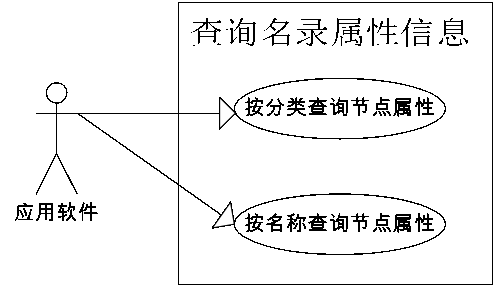 查询名录属性信息
按分类查询节点属性
应用软件
按名称查询节点属性